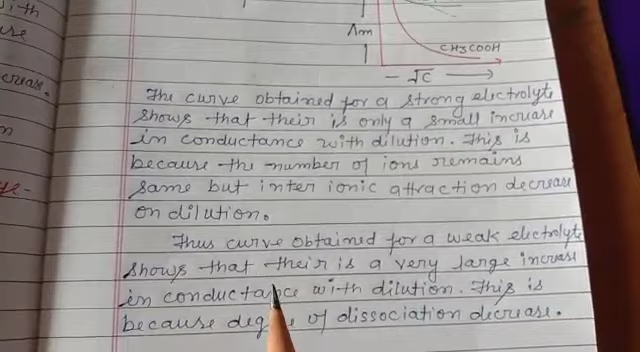 Λm
CH3COOH
- √C →
The curve obtained for a strong electrolyte
shows that their is only a small increase
in conductance with dilution. This is
because the number of ions remains
same but inter ionic attraction decrease
on dilution.
Thus curve obtained for a weak electrolyte
shows that their is a very large increase
in conductance with dilution. This is
because degree of dissociation decrease.